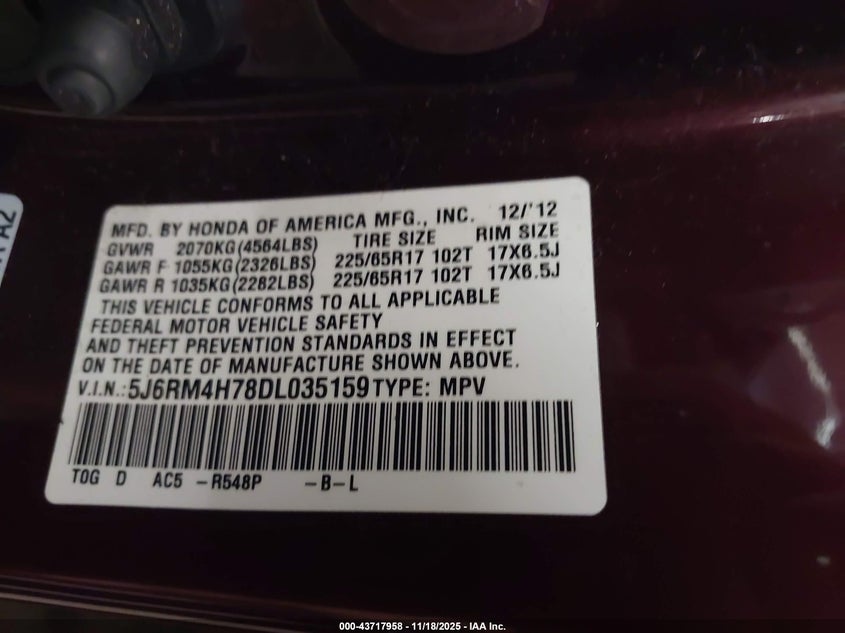 MFD. BY HONDA OF AMERICA MFG., INC. 12/'12
GVWR 2070KG(4564LBS) TIRE SIZE RIM SIZE
GAWR F 1055KG(2326LBS) 225/65R17 102T 17X6.5J
GAWR R 1035KG(2282LBS) 225/65R17 102T 17X6.5J
THIS VEHICLE CONFORMS TO ALL APPLICABLE
FEDERAL MOTOR VEHICLE SAFETY
AND THEFT PREVENTION STANDARDS IN EFFECT
ON THE DATE OF MANUFACTURE SHOWN ABOVE.
V.I.N.:5J6RM4H78DL035159 TYPE: MPV
T0G D AC5 -R548P -B-L
000-43717958 - 11/18/2025 - IAA Inc.